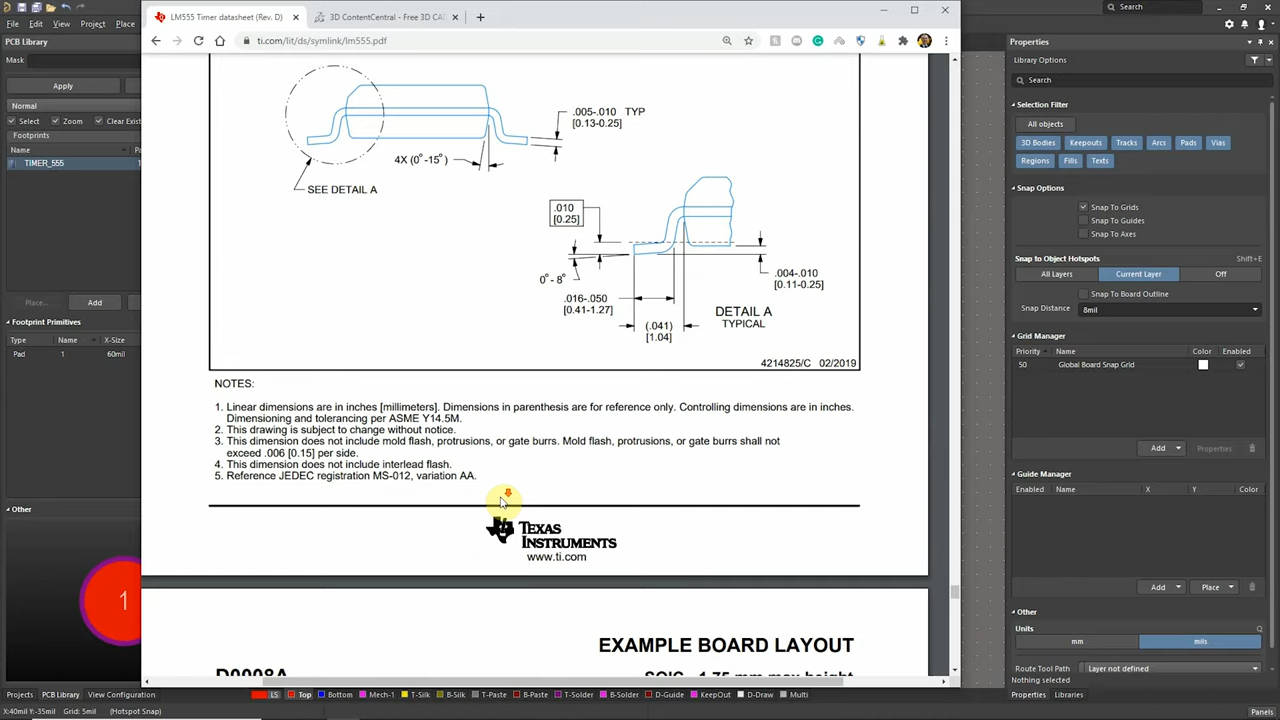 LM555 Timer datasheet (Rev. D)
3D ContentCentral - Free 3D CA
Search
File
Edit
View
Project
Place
ti.com/lit/ds/symlink/lm555.pdf
PCB Library
Mask
Apply
Normal
Select
Zoom
Clear Existi
Footprints
Name
TIMER_555
Place...
Add
Footprint Primitives
Type
Name
X-Size
Pad
1
60mil
Other
1
.005-.010 TYP
[0.13-0.25]
4X (0°-15°)
SEE DETAIL A
.010
[0.25]
0°- 8°
.004-.010
[0.11-0.25]
.016-.050
[0.41-1.27]
DETAIL A
TYPICAL
(.041)
[1.04]
4214825/C 02/2019
NOTES:
1. Linear dimensions are in inches [millimeters]. Dimensions in parenthesis are for reference only. Controlling dimensions are in inches.
Dimensioning and tolerancing per ASME Y14.5M.
2. This drawing is subject to change without notice.
3. This dimension does not include mold flash, protrusions, or gate burrs. Mold flash, protrusions, or gate burrs shall not
exceed .006 [0.15] per side.
4. This dimension does not include interlead flash.
5. Reference JEDEC registration MS-012, variation AA.
TEXAS
INSTRUMENTS
www.ti.com
EXAMPLE BOARD LAYOUT
D0008A
SOIC - 1.75 mm max height
Properties
Library Options
Search
Selection Filter
All objects
3D Bodies
Keepouts
Tracks
Arcs
Pads
Vias
Regions
Fills
Texts
Snap Options
Snap To Grids
Snap To Guides
Snap To Axes
Snap to Object Hotspots
Shift+E
All Layers
Current Layer
Off
Snap To Board Outline
Snap Distance
8mil
Grid Manager
Priority
Name
Color
Enabled
50
Global Board Snap Grid
Add
Properties
Guide Manager
Enabled
Name
X
Y
Color
Add
Place
Other
Units
mm
mils
Route Tool Path
Layer not defined
Nothing selected
Projects
PCB Library
View Configuration
LS
Top
Bottom
Mech-1
T-Silk
B-Silk
T-Paste
B-Paste
T-Solder
B-Solder
D-Guide
KeepOut
D-Draw
Multi
Properties
Libraries
X:40mil Y:-35mil
Grid: 5mil
(Hotspot Snap)
Panels